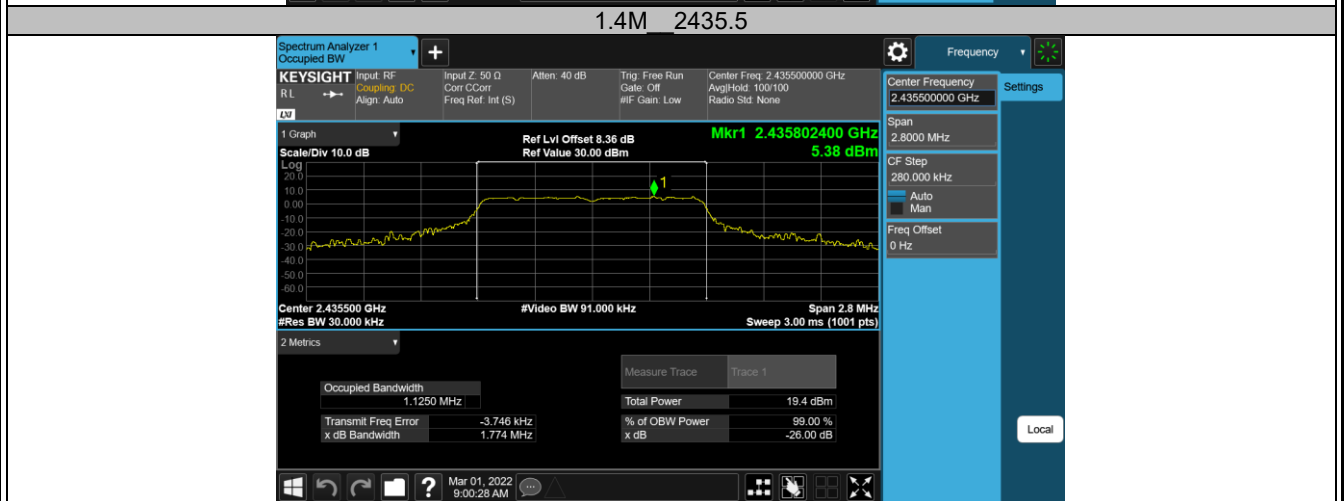 1.4M__2435.5
Spectrum Analyzer 1
Occupied BW
Frequency
KEYSIGHT
RL
LXI
Input: RF
Coupling: DC
Align: Auto
Input Z: 50 Ω
Corr CCorr
Freq Ref: Int (S)
Atten: 40 dB
Trig: Free Run
Gate: Off
#IF Gain: Low
Center Freq: 2.435500000 GHz
Avg|Hold: 100/100
Radio Std: None
Center Frequency
2.435500000 GHz
Settings
Span
2.8000 MHz
CF Step
280.000 kHz
Auto
Man
Freq Offset
0 Hz
1 Graph
Scale/Div 10.0 dB
Ref Lvl Offset 8.36 dB
Ref Value 30.00 dBm
Mkr1 2.435802400 GHz
5.38 dBm
Log
20.0
10.0
0.00
-10.0
-20.0
-30.0
-40.0
-50.0
-60.0
1
Center 2.435500 GHz
#Video BW 91.000 kHz
Span 2.8 MHz
#Res BW 30.000 kHz
Sweep 3.00 ms (1001 pts)
2 Metrics
Measure Trace
Trace 1
Occupied Bandwidth
1.1250 MHz
Total Power 19.4 dBm
Transmit Freq Error -3.746 kHz
% of OBW Power 99.00 %
x dB Bandwidth 1.774 MHz
x dB -26.00 dB
Local
?
Mar 01, 2022
9:00:28 AM